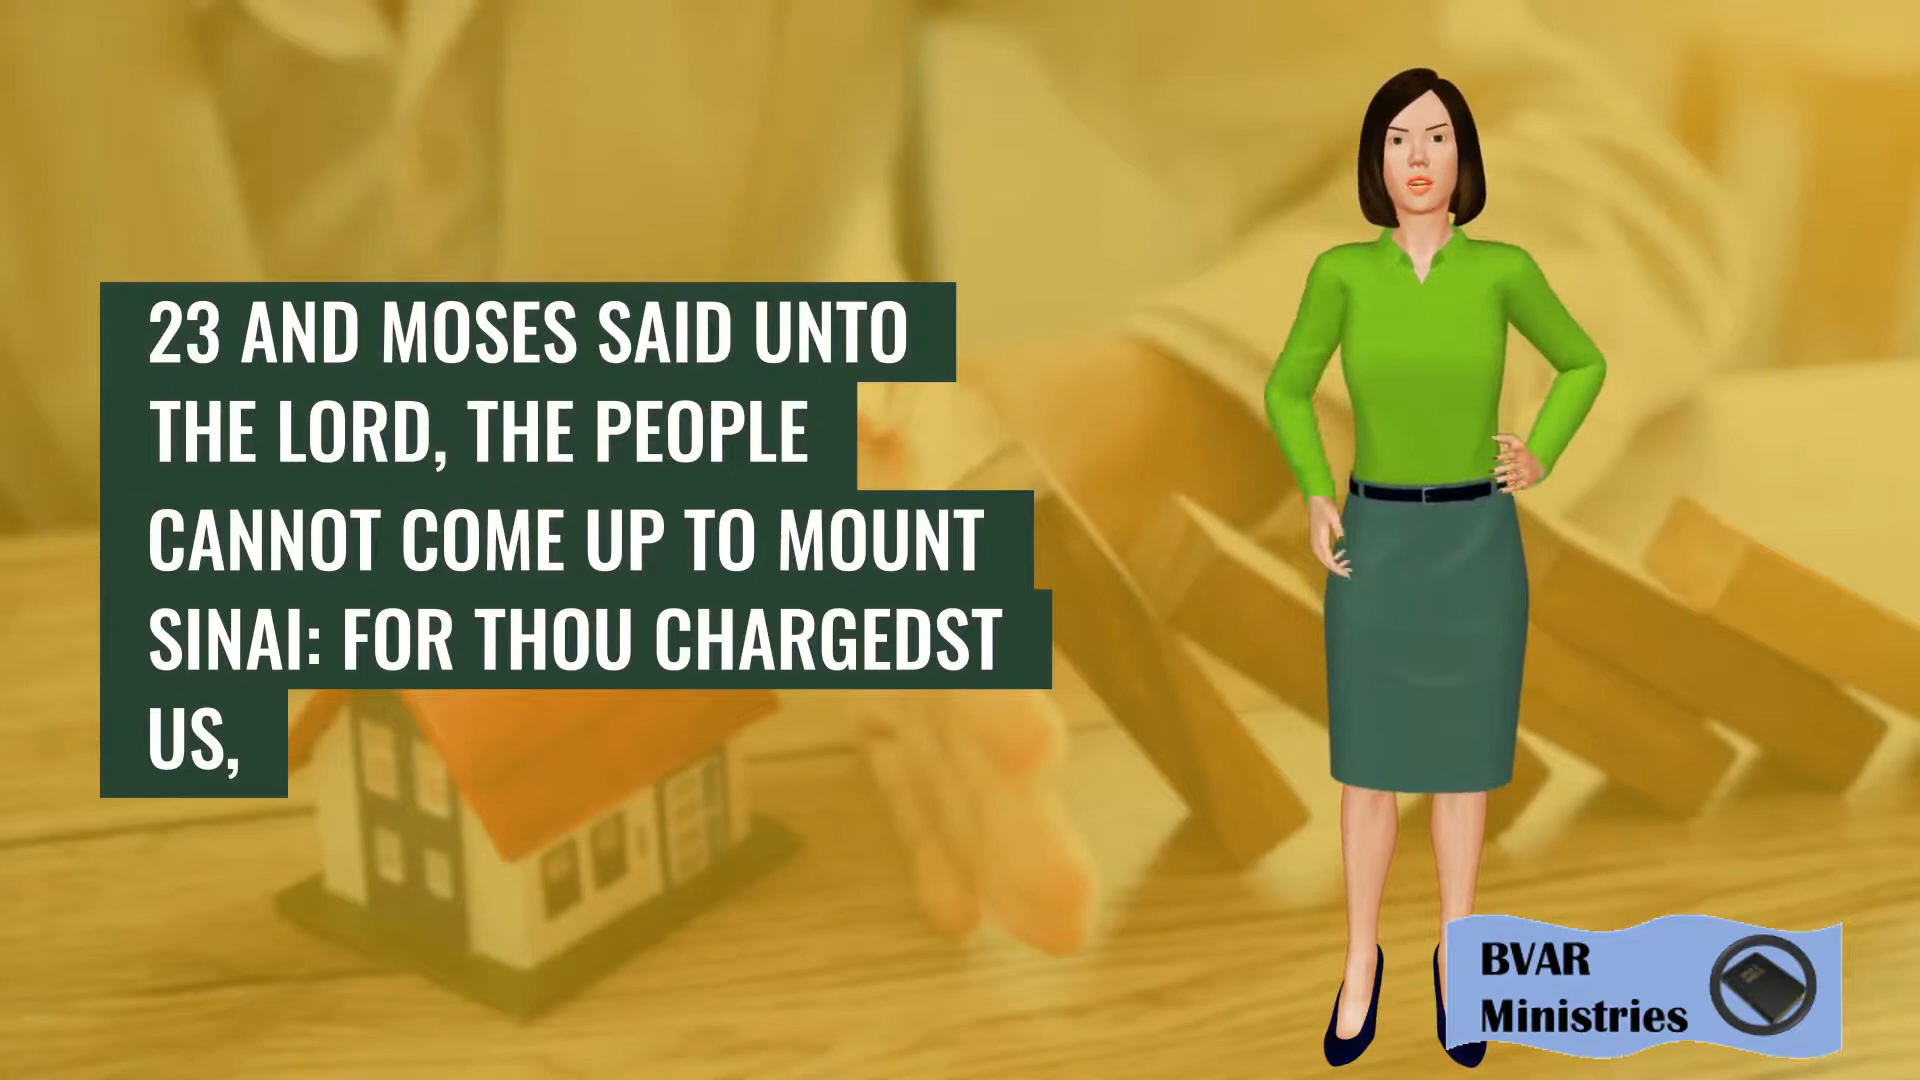 23 AND MOSES SAID UNTO
THE LORD, THE PEOPLE
CANNOT COME UP TO MOUNT
SINAI: FOR THOU CHARGEDST
US,
BVAR
Ministries